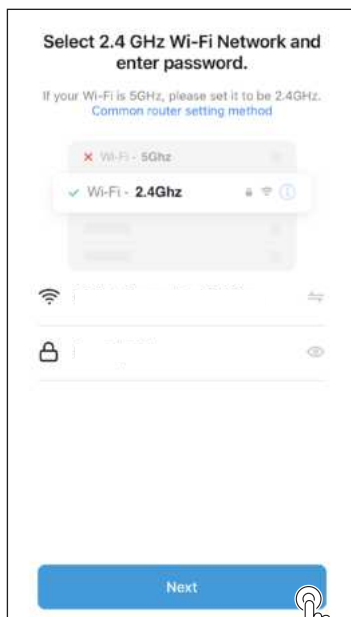 Select 2.4 GHz Wi-Fi Network and
enter password.
If your Wi-Fi is 5GHz, please set it to be 2.4GHz.
Common router setting method
Wi-Fi - 5Ghz
Wi-Fi - 2.4Ghz
Next